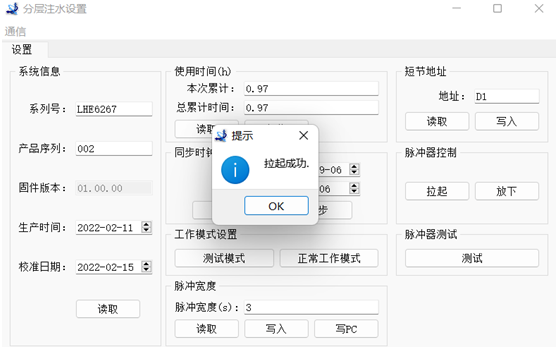 分层注水设置
通信
设置
系统信息
系列号: LHE6267
产品序列: 002
固件版本: 01.00.00
生产时间: 2022-02-11
校准日期: 2022-02-15
读取
使用时间(h)
本次累计: 0.97
总累计时间: 0.97
读取
提示
拉起成功.
OK
同步时钟
9-06
06
步
工作模式设置
测试模式 正常工作模式
脉冲宽度
脉冲宽度(s): 3
读取 写入 写PC
短节地址
地址: D1
读取 写入
脉冲器控制
拉起 放下
脉冲器测试
测试